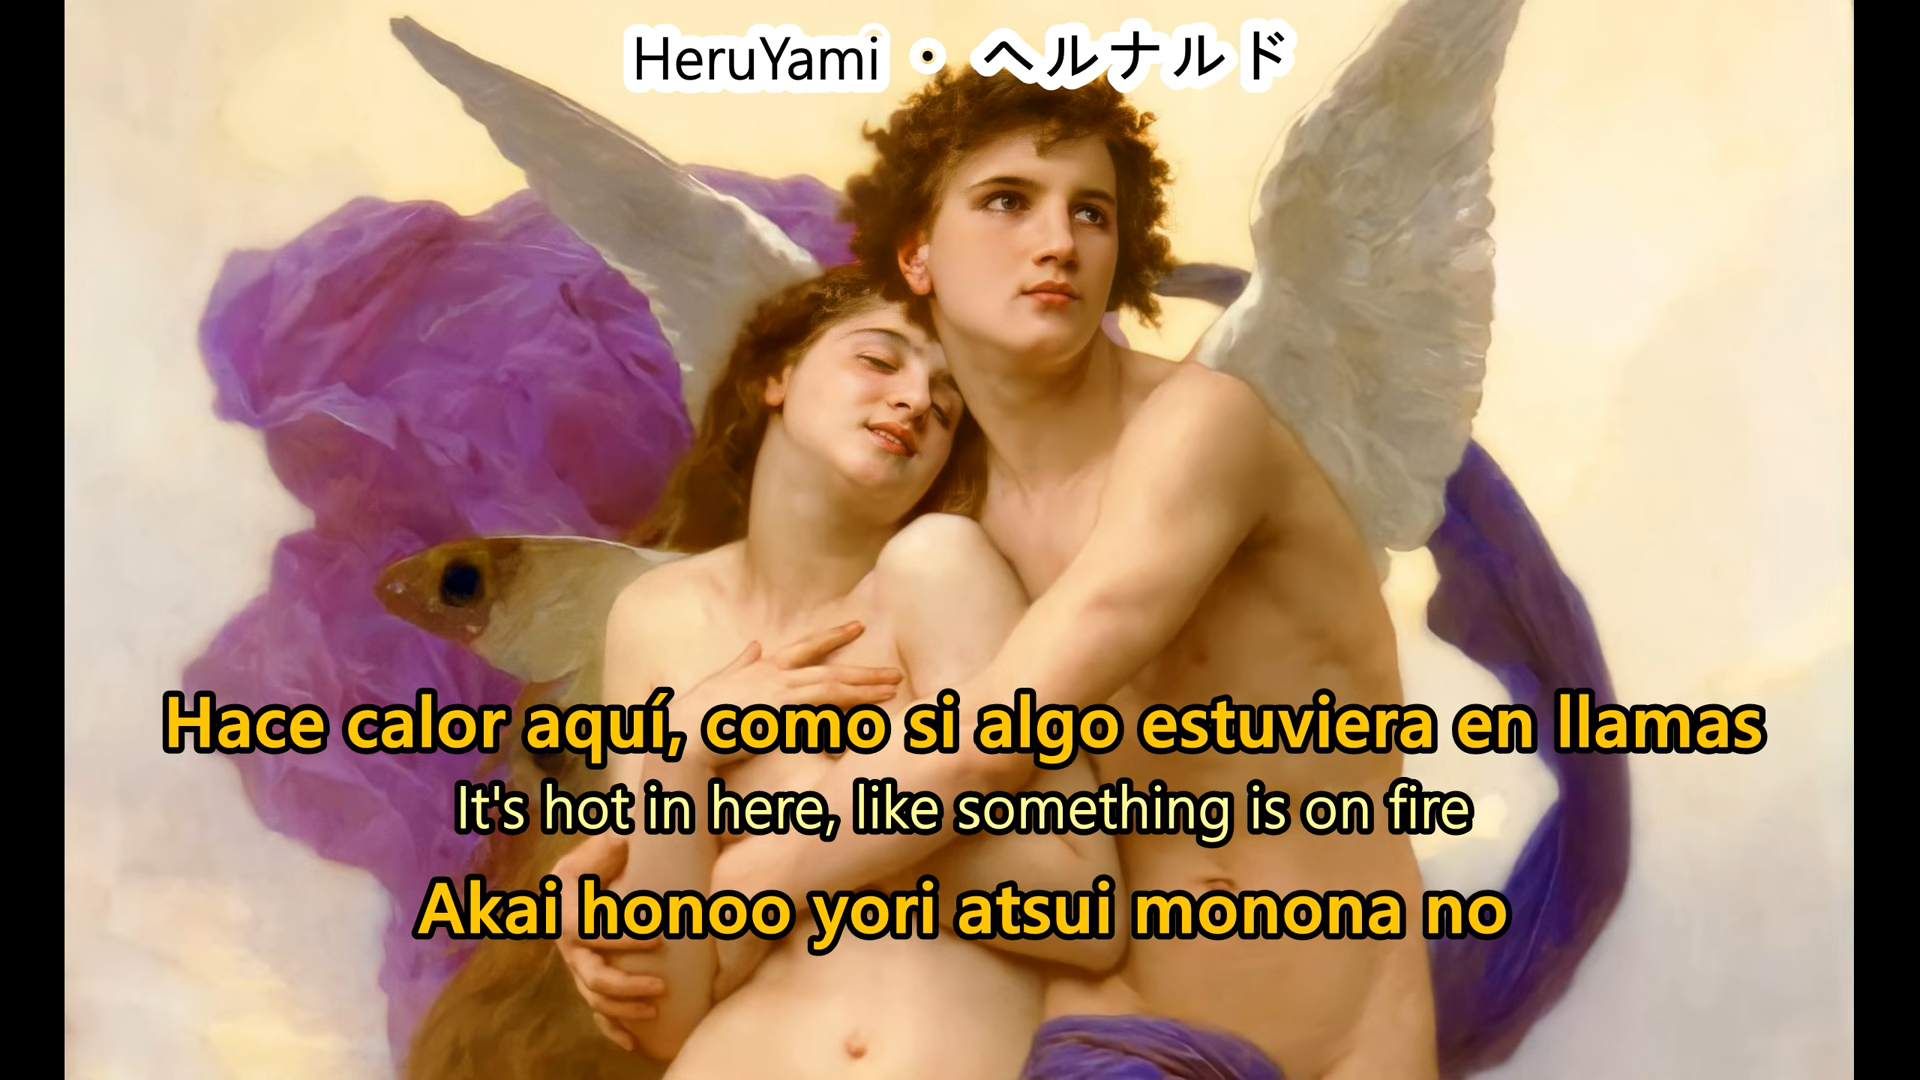 HeruYami • ヘルナルド
Hace calor aquí, como si algo estuviera en llamas
It's hot in here, like something is on fire
Akai honoo yori atsui monona no